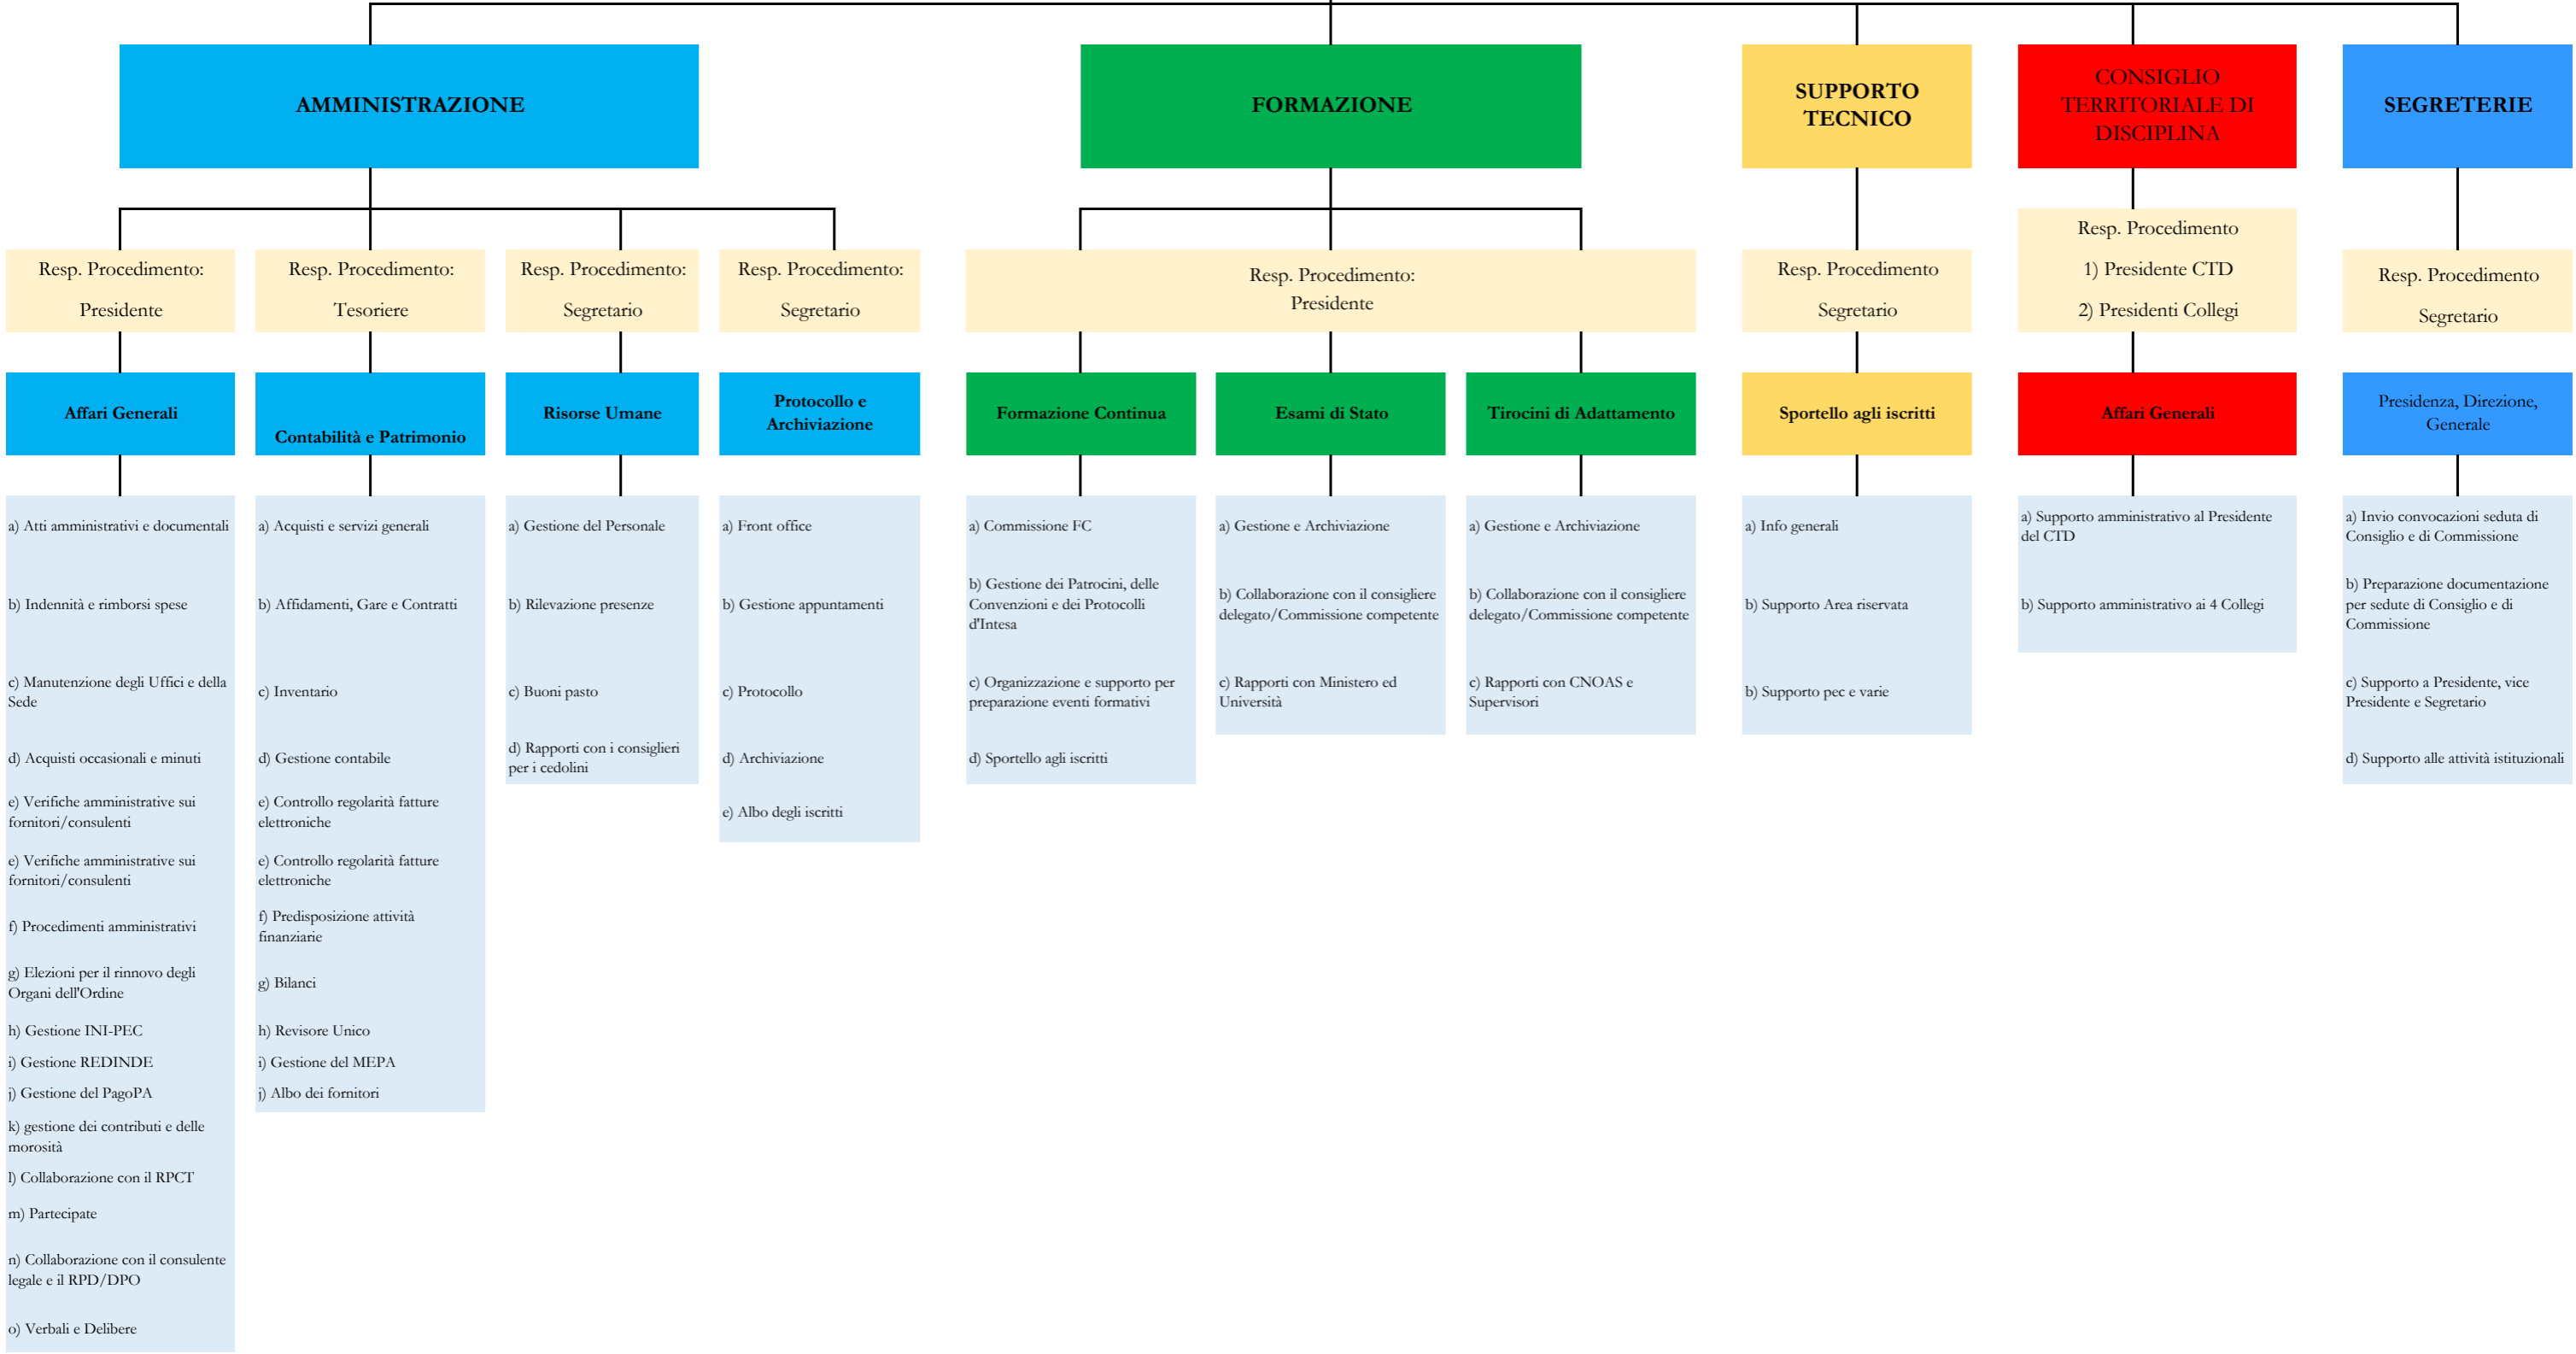 AMMINISTRAZIONE
FORMAZIONE
SUPPORTO
TECNICO
CONSIGLIO
TERRITORIALE DI
DISCIPLINA
SEGRETERIE
Resp. Procedimento:
Presidente
Resp. Procedimento:
Tesoriere
Resp. Procedimento:
Segretario
Resp. Procedimento:
Segretario
Resp. Procedimento:
Presidente
Resp. Procedimento
Segretario
Resp. Procedimento
1) Presidente CTD
2) Presidenti Collegi
Resp. Procedimento
Segretario
Affari Generali
Contabilità e Patrimonio
Risorse Umane
Protocollo e
Archiviazione
Formazione Continua
Esami di Stato
Tirocini di Adattamento
Sportello agli iscritti
Affari Generali
Presidenza, Direzione,
Generale
a) Atti amministrativi e documentali
b) Indennità e rimborsi spese
c) Manutenzione degli Uffici e della
Sede
d) Acquisti occasionali e minuti
e) Verifiche amministrative sui
fornitori/consulenti
e) Verifiche amministrative sui
fornitori/consulenti
f) Procedimenti amministrativi
g) Elezioni per il rinnovo degli
Organi dell'Ordine
h) Gestione INI-PEC
i) Gestione REDINDE
j) Gestione del PagoPA
k) gestione dei contributi e delle
morosità
l) Collaborazione con il RPCT
m) Partecipate
n) Collaborazione con il consulente
legale e il RPD/DPO
o) Verbali e Delibere
a) Acquisti e servizi generali
b) Affidamenti, Gare e Contratti
c) Inventario
d) Gestione contabile
e) Controllo regolarità fatture
elettroniche
e) Controllo regolarità fatture
elettroniche
f) Predisposizione attività
finanziarie
g) Bilanci
h) Revisore Unico
i) Gestione del MEPA
j) Albo dei fornitori
a) Gestione del Personale
b) Rilevazione presenze
c) Buoni pasto
d) Rapporti con i consiglieri
per i cedolini
a) Front office
b) Gestione appuntamenti
c) Protocollo
d) Archiviazione
e) Albo degli iscritti
a) Commissione FC
b) Gestione dei Patrocini, delle
Convenzioni e dei Protocolli
d'Intesa
c) Organizzazione e supporto per
preparazione eventi formativi
d) Sportello agli iscritti
a) Gestione e Archiviazione
b) Collaborazione con il consigliere
delegato/Commissione competente
c) Rapporti con Ministero ed
Università
a) Gestione e Archiviazione
b) Collaborazione con il consigliere
delegato/Commissione competente
c) Rapporti con CNOAS e
Supervisori
a) Info generali
b) Supporto Area riservata
b) Supporto pec e varie
a) Supporto amministrativo al Presidente
del CTD
b) Supporto amministrativo ai 4 Collegi
a) Invio convocazioni seduta di
Consiglio e di Commissione
b) Preparazione documentazione
per sedute di Consiglio e di
Commissione
c) Supporto a Presidente, vice
Presidente e Segretario
d) Supporto alle attività istituzionali